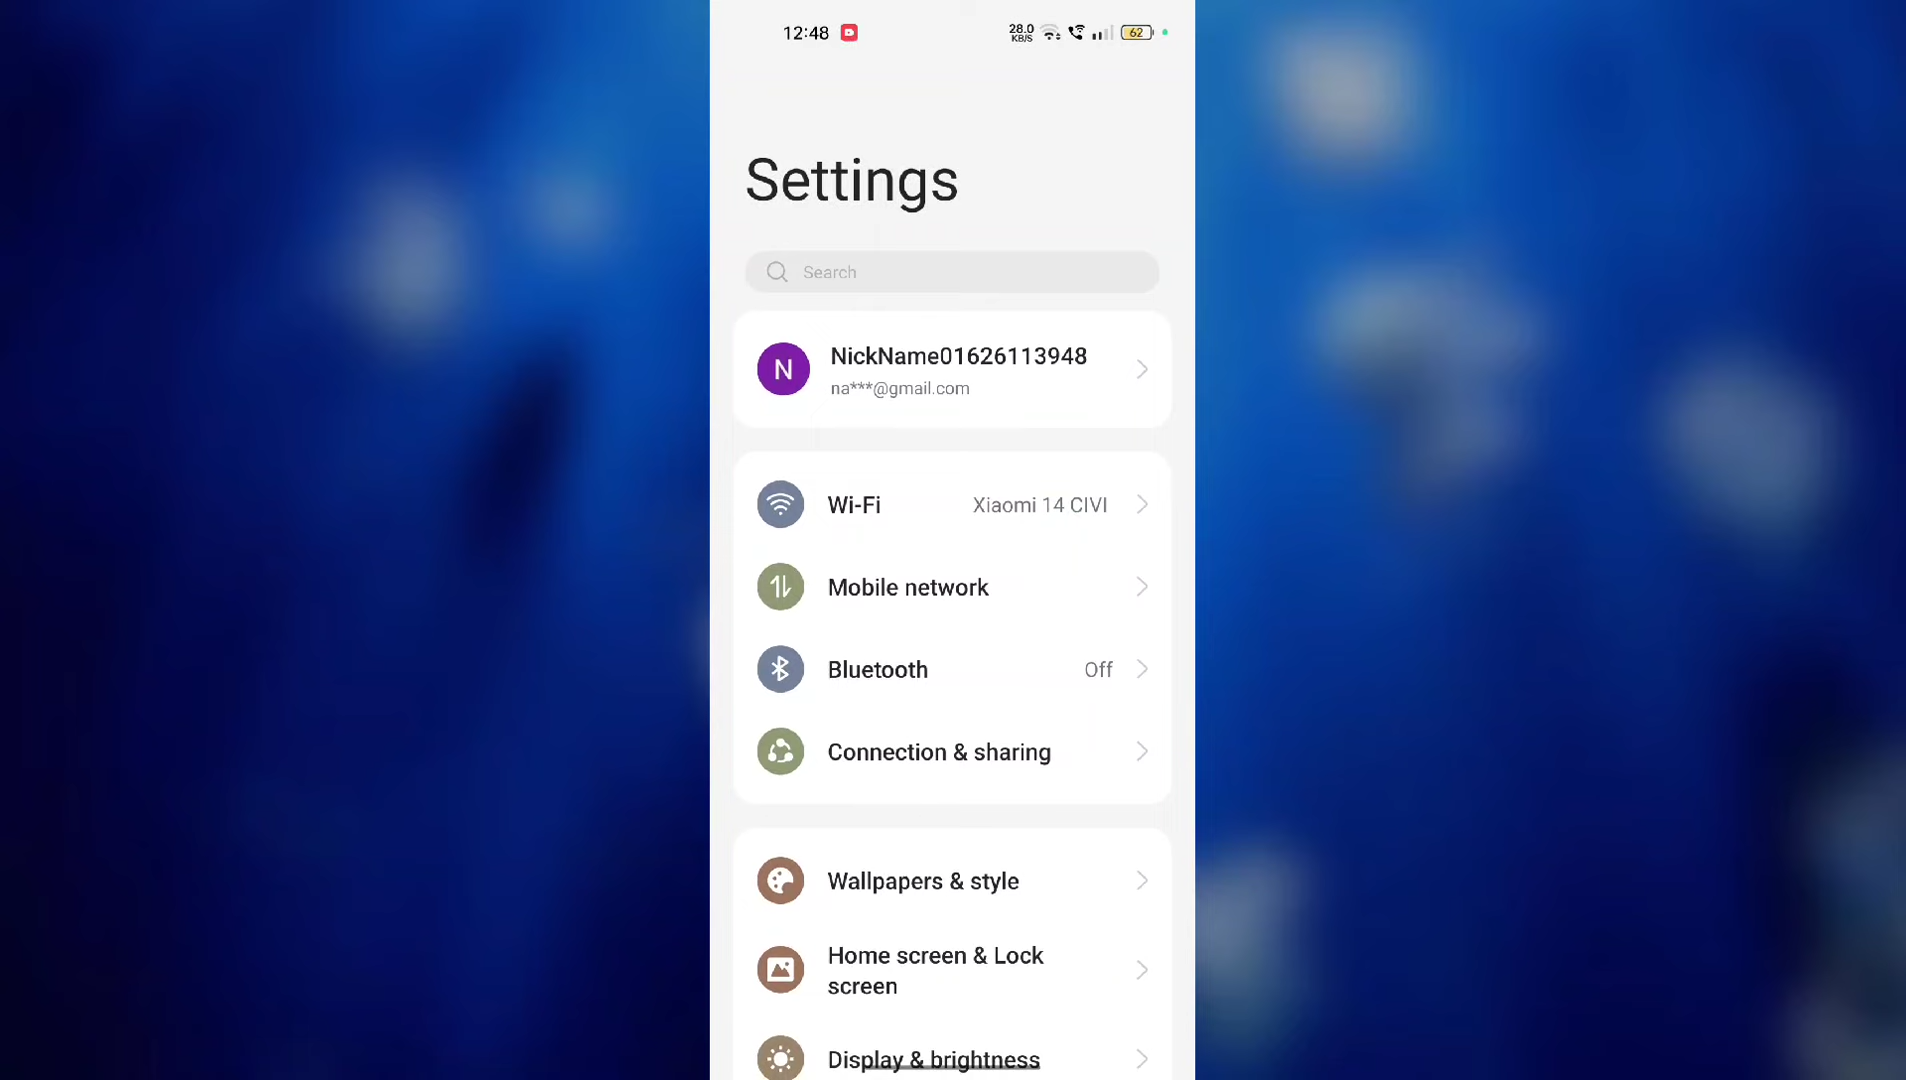 12:48
28.0
KB/S
62
Settings
Search
N
NickName01626113948
na***@gmail.com
Wi-Fi
Xiaomi 14 CIVI
Mobile network
Bluetooth
Off
Connection & sharing
Wallpapers & style
Home screen & Lock
screen
Display & brightness